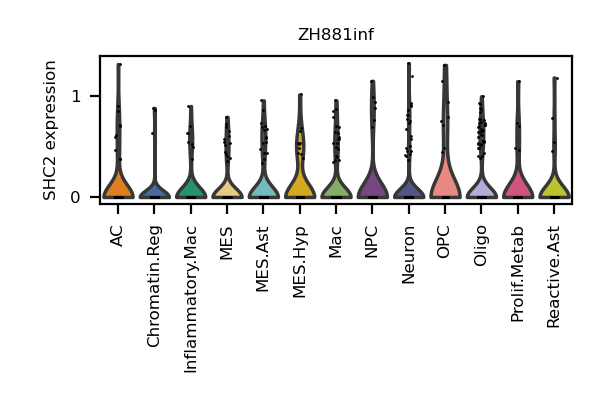 ZH881inf
SHC2 expression
1
0
AC
Chromatin.Reg
Inflammatory.Mac
MES
MES.Ast
MES.Hyp
Mac
NPC
Neuron
OPC
Oligo
Prolif.Metab
Reactive.Ast